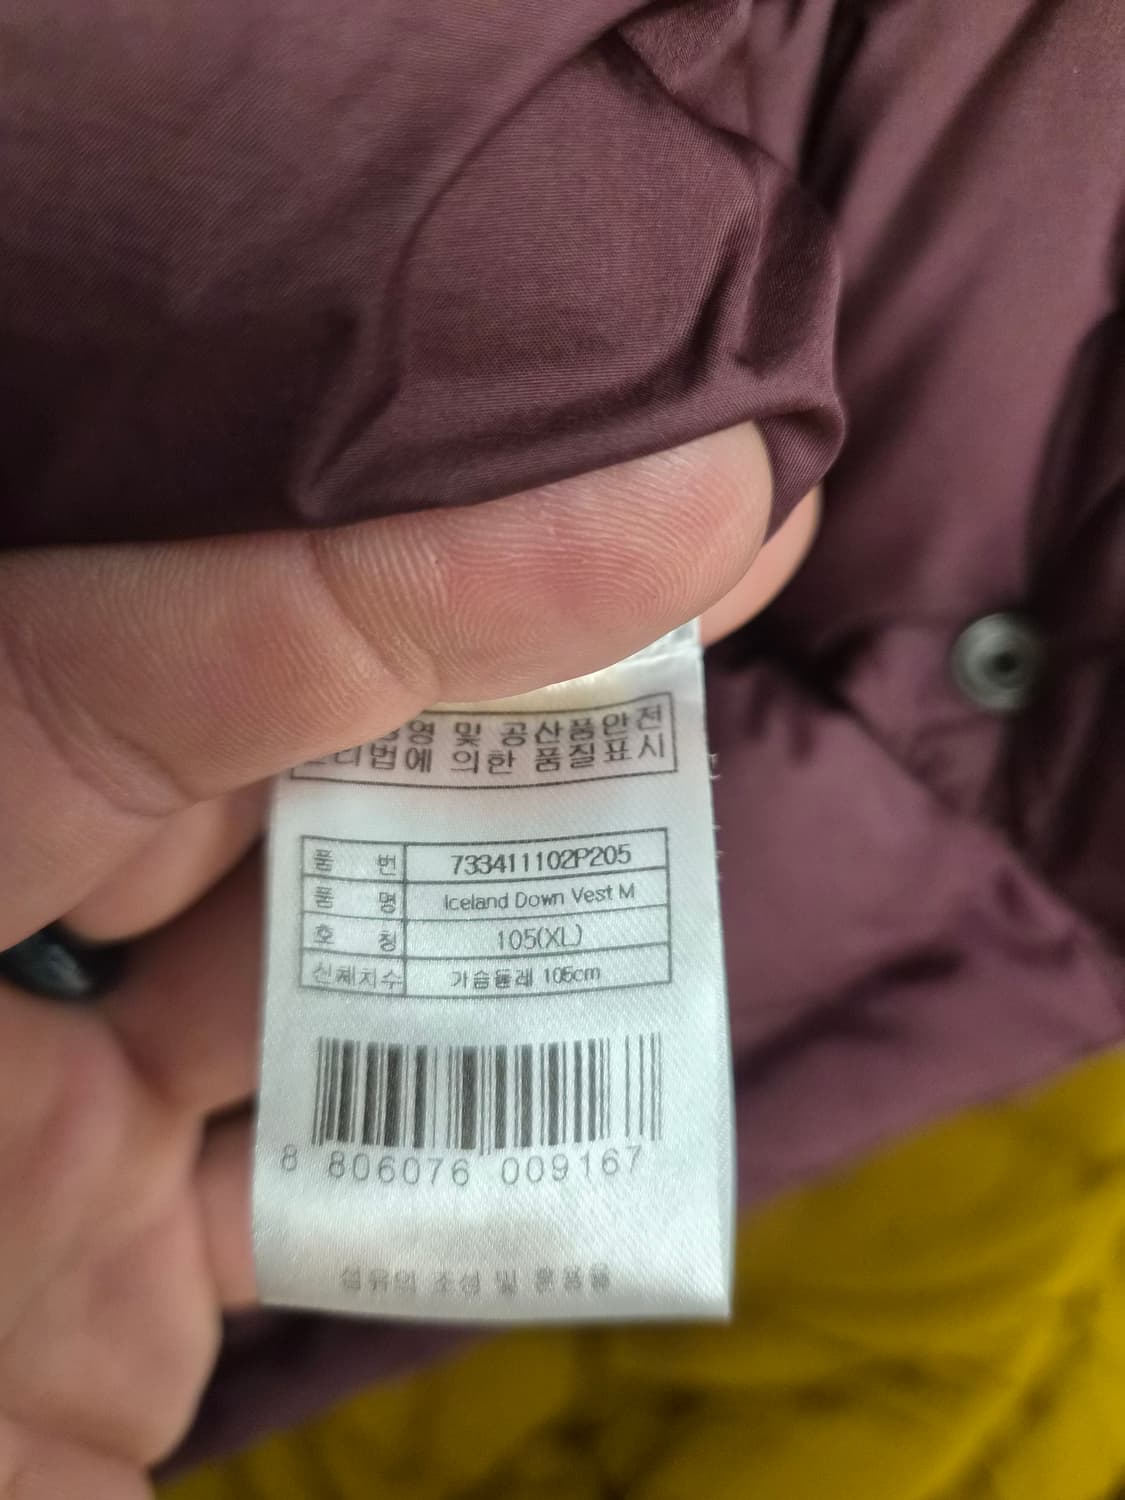 영 및 공산품안전
리법에 의한 품질표시
품 번 733411102P205
품 명 Iceland Down Vest M
호 칭 105(XL)
신체치수 가슴둘레 105cm
8 806076 009167
섬유의 조성 및 혼용률